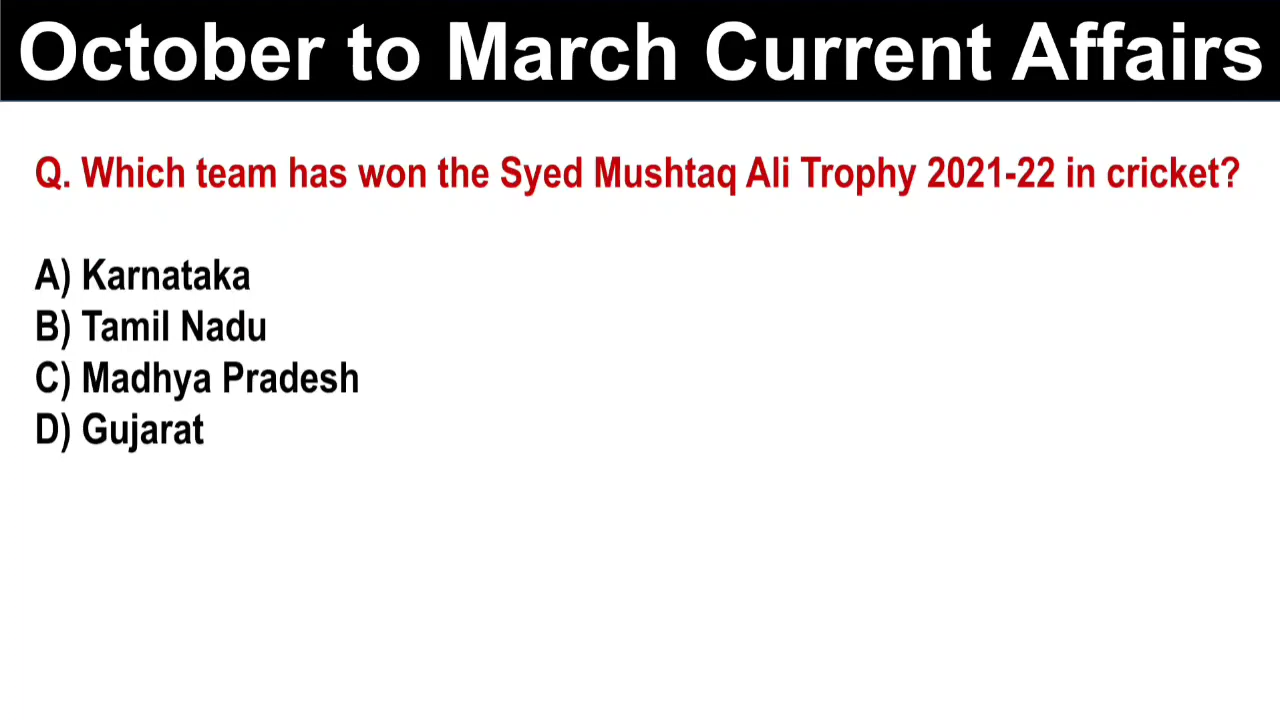 October to March Current Affairs
Q. Which team has won the Syed Mushtaq Ali Trophy 2021-22 in cricket?
A) Karnataka
B) Tamil Nadu
C) Madhya Pradesh
D) Gujarat